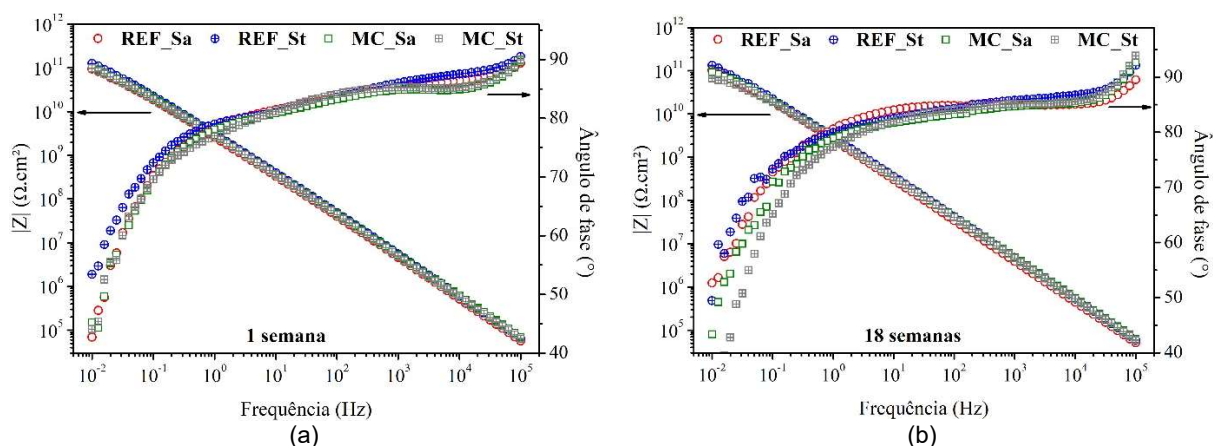 REF_Sa REF_St MC_Sa MC_St
10¹²
10¹¹
10¹⁰
10⁹
10⁸
10⁷
10⁶
10⁵
|Z| (Ω.cm²)
90
80
70
60
50
40
Ângulo de fase (°)
1 semana
10⁻² 10⁻¹ 10⁰ 10¹ 10² 10³ 10⁴ 10⁵
Frequência (Hz)
(a)
REF_Sa REF_St MC_Sa MC_St
10¹²
10¹¹
10¹⁰
10⁹
10⁸
10⁷
10⁶
10⁵
|Z| (Ω.cm²)
90
80
70
60
50
40
Ângulo de fase (°)
18 semanas
10⁻² 10⁻¹ 10⁰ 10¹ 10² 10³ 10⁴ 10⁵
Frequência (Hz)
(b)